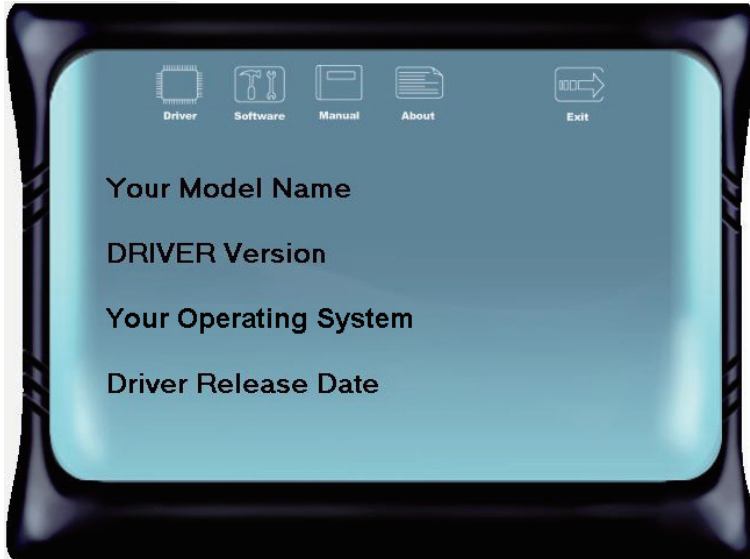 Driver Software Manual About Exit
Your Model Name
DRIVER Version
Your Operating System
Driver Release Date